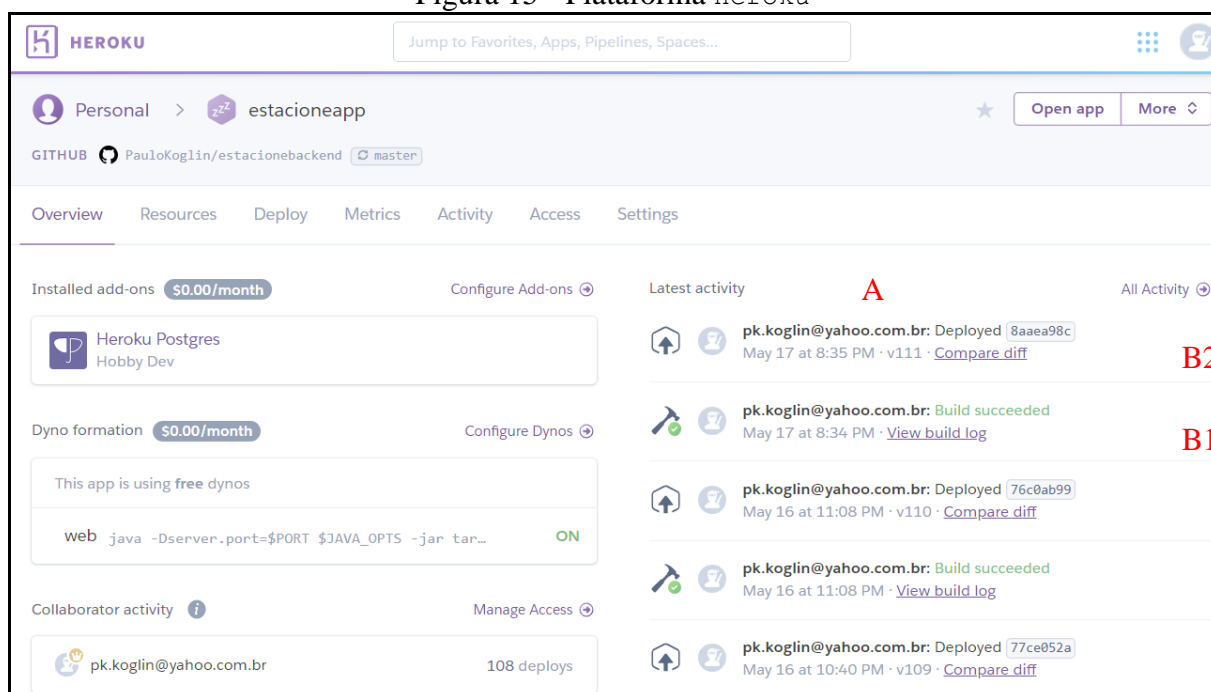 Figura 15 - Plataforma Heroku
HEROKU
Jump to Favorites, Apps, Pipelines, Spaces...
Personal > estacioneapp
Open app
More
GITHUB PauloKoglin/estacionebackend master
Overview Resources Deploy Metrics Activity Access Settings
Installed add-ons $0.00/month
Configure Add-ons
Heroku Postgres
Hobby Dev
Dyno formation $0.00/month
Configure Dynos
This app is using free dynos
web java -Dserver.port=$PORT $JAVA_OPTS -jar tar…
ON
Collaborator activity i
Manage Access
pk.koglin@yahoo.com.br
108 deploys
Latest activity
A
All Activity
pk.koglin@yahoo.com.br: Deployed 8aaea98c
May 17 at 8:35 PM · v111 · Compare diff
B2
pk.koglin@yahoo.com.br: Build succeeded
May 17 at 8:34 PM · View build log
B1
pk.koglin@yahoo.com.br: Deployed 76c0ab99
May 16 at 11:08 PM · v110 · Compare diff
pk.koglin@yahoo.com.br: Build succeeded
May 16 at 11:08 PM · View build log
pk.koglin@yahoo.com.br: Deployed 77ce052a
May 16 at 10:40 PM · v109 · Compare diff